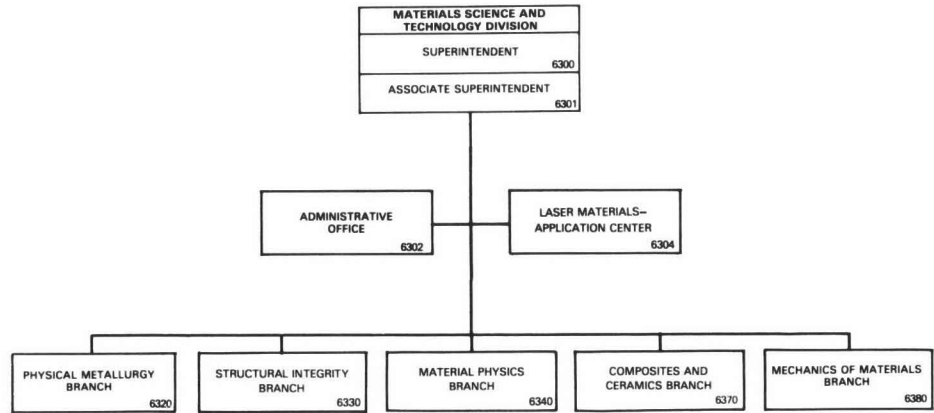 MATERIALS SCIENCE AND
TECHNOLOGY DIVISION
SUPERINTENDENT
6300
ASSOCIATE SUPERINTENDENT
6301
ADMINISTRATIVE
OFFICE
6302
LASER MATERIALS—
APPLICATION CENTER
6304
PHYSICAL METALLURGY
BRANCH
6320
STRUCTURAL INTEGRITY
BRANCH
6330
MATERIAL PHYSICS
BRANCH
6340
COMPOSITES AND
CERAMICS BRANCH
6370
MECHANICS OF MATERIALS
BRANCH
6380